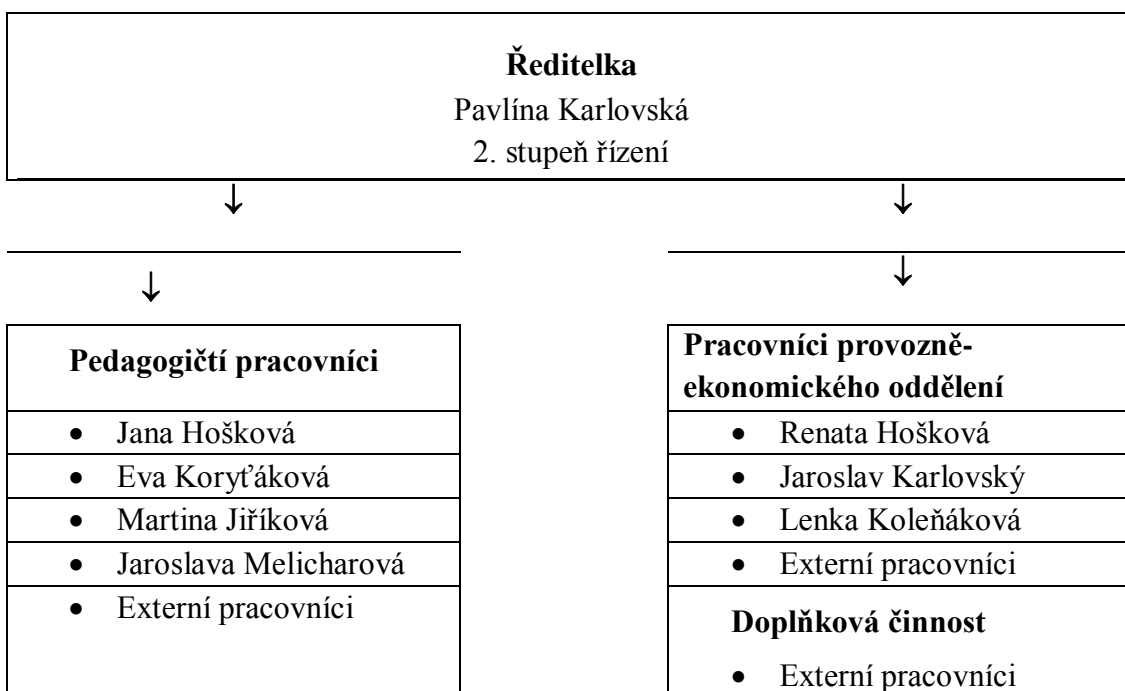 Ředitelka
Pavlína Karlovská
2. stupeň řízení
↓ ↓
↓ ↓
Pedagogičtí pracovníci
• Jana Hošková
• Eva Koryťáková
• Martina Jiříková
• Jaroslava Melicharová
• Externí pracovníci
Pracovníci provozně-
ekonomického oddělení
• Renata Hošková
• Jaroslav Karlovský
• Lenka Koleňáková
• Externí pracovníci
Doplňková činnost
• Externí pracovníci